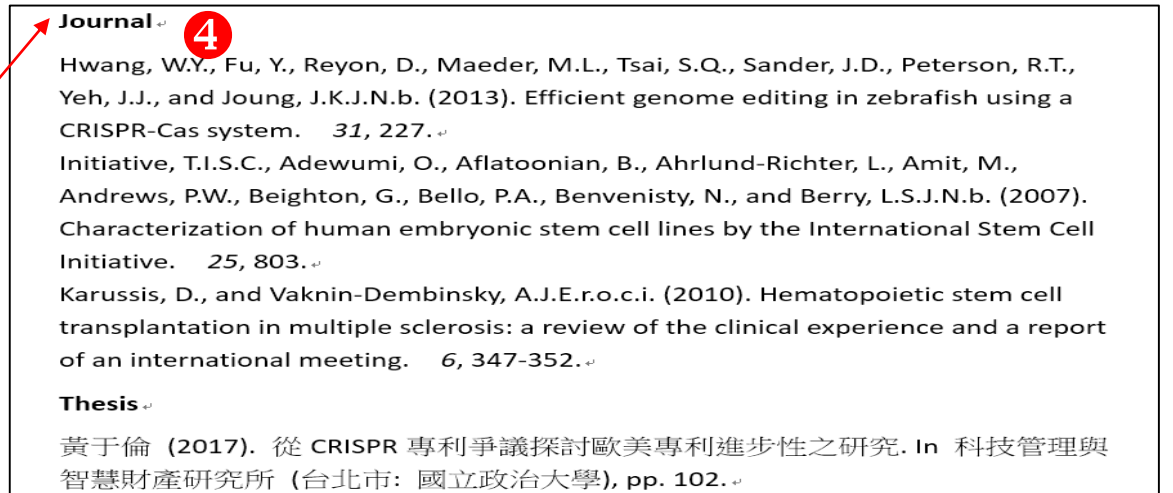 Journal
4
Hwang, W.Y., Fu, Y., Reyon, D., Maeder, M.L., Tsai, S.Q., Sander, J.D., Peterson, R.T.,
Yeh, J.J., and Joung, J.K.J.N.b. (2013). Efficient genome editing in zebrafish using a
CRISPR-Cas system. 31, 227.
Initiative, T.I.S.C., Adewumi, O., Aflatoonian, B., Ahrlund-Richter, L., Amit, M.,
Andrews, P.W., Beighton, G., Bello, P.A., Benvenisty, N., and Berry, L.S.J.N.b. (2007).
Characterization of human embryonic stem cell lines by the International Stem Cell
Initiative. 25, 803.
Karussis, D., and Vaknin-Dembinsky, A.J.E.r.o.c.i. (2010). Hematopoietic stem cell
transplantation in multiple sclerosis: a review of the clinical experience and a report
of an international meeting. 6, 347-352.
Thesis
黃于倫 (2017). 從 CRISPR 專利爭議探討歐美專利進步性之研究. In 科技管理與
智慧財產研究所 (台北市: 國立政治大學), pp. 102.